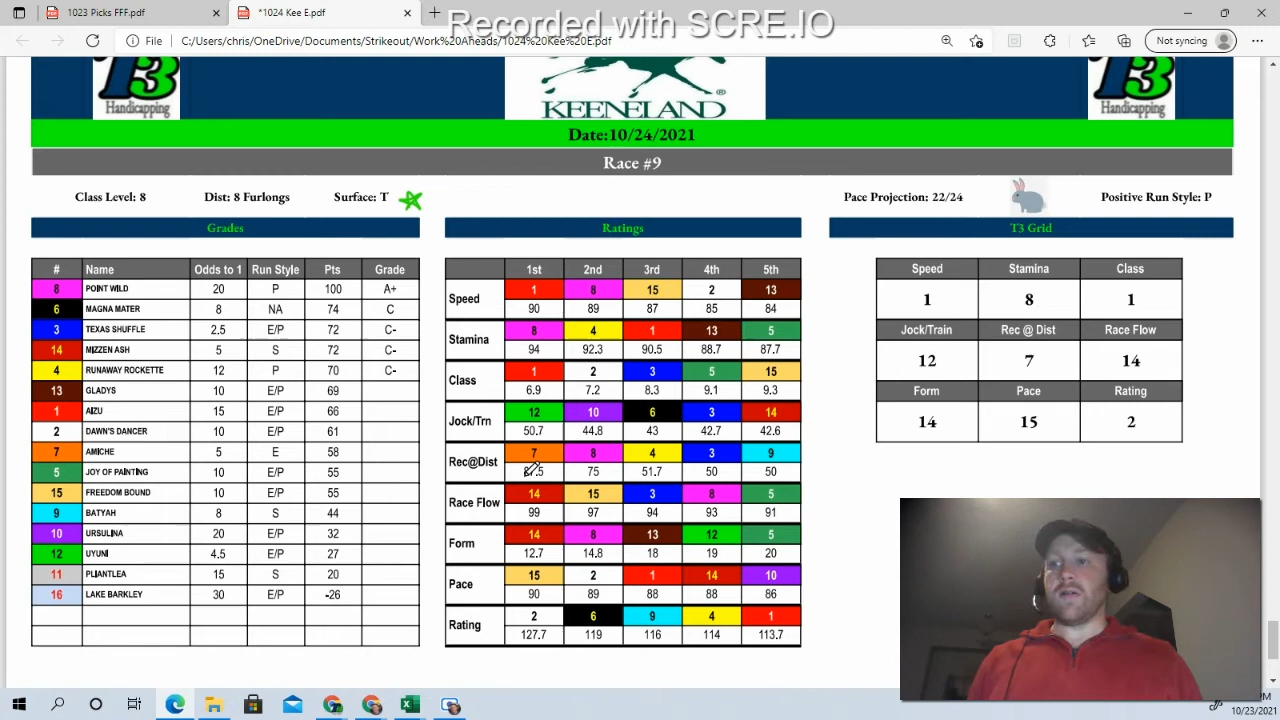 1023 Picks FFF.pdf
*1023 Kee E.pdf
Recorded with SCRE.IO
File C:/Users/chris/OneDrive/Documents/Strikeout/Work%20Aheads/1024%20Kee%20E.pdf Not syncing
T3 Handicapping
KEENELAND
T3 Handicapping
Date:10/24/2021
Race #9
Class Level: 8 Dist: 8 Furlongs Surface: T Pace Projection: 22/24 Positive Run Style: P
Grades
# Name Odds to 1 Run Style Pts Grade
8 POINT WILD 20 P 100 A+
6 MAGNA MATER 8 NA 74 C
3 TEXAS SHUFFLE 2.5 E/P 72 C-
14 MIZZEN ASH 5 S 72 C-
4 RUNAWAY ROCKETTE 12 P 70 C-
13 GLADYS 10 E/P 69
1 AIZU 15 E/P 66
2 DAWN'S DANCER 10 E/P 61
7 AMICHE 5 E 58
5 JOY OF PAINTING 10 E/P 55
15 FREEDOM BOUND 10 E/P 55
9 BATYAH 8 S 44
10 URSULINA 20 E/P 32
12 UYUNI 4.5 E/P 27
11 PLIANTLEA 15 S 20
16 LAKE BARKLEY 30 E/P -26
Ratings
1st 2nd 3rd 4th 5th
Speed 1 8 15 2 13
90 89 87 85 84
Stamina 8 4 1 13 5
94 92.3 90.5 88.7 87.7
Class 1 2 3 5 15
6.9 7.2 8.3 9.1 9.3
Jock/Trn 12 10 6 3 14
50.7 44.8 43 42.7 42.6
Rec@Dist 7 8 4 3 9
75 51.7 50 50
Race Flow 14 15 3 8 5
99 97 94 93 91
Form 14 8 13 12 5
12.7 14.8 18 19 20
Pace 15 2 1 14 10
90 89 88 88 86
Rating 2 6 9 4 1
127.7 119 116 114 113.7
T3 Grid
Speed Stamina Class
1 8 1
Jock/Train Rec @ Dist Race Flow
12 7 14
Form Pace Rating
14 15 2
10/23/2021